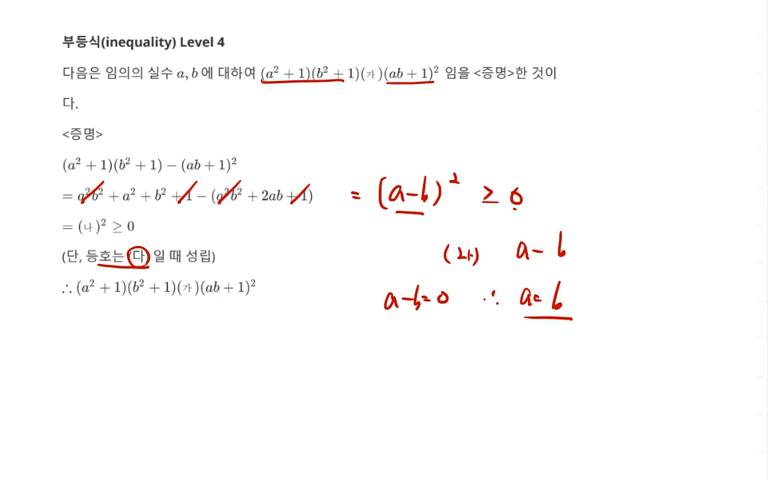 부등식(inequality) Level 4
다음은 임의의 실수 a, b에 대하여 (a² + 1)(b² + 1)(가)(ab + 1)² 임을 <증명>한 것이
다.
<증명>
(a² + 1)(b² + 1) − (ab + 1)²
= a²b² + a² + b² + 1 − (a²b² + 2ab + 1) = (a−b)² ≥ 0
= (나)² ≥ 0
(나) a − b
(단, 등호는 (다) 일 때 성립)
∴ (a² + 1)(b² + 1)(가)(ab + 1)² a−b=0 ∴ a=b